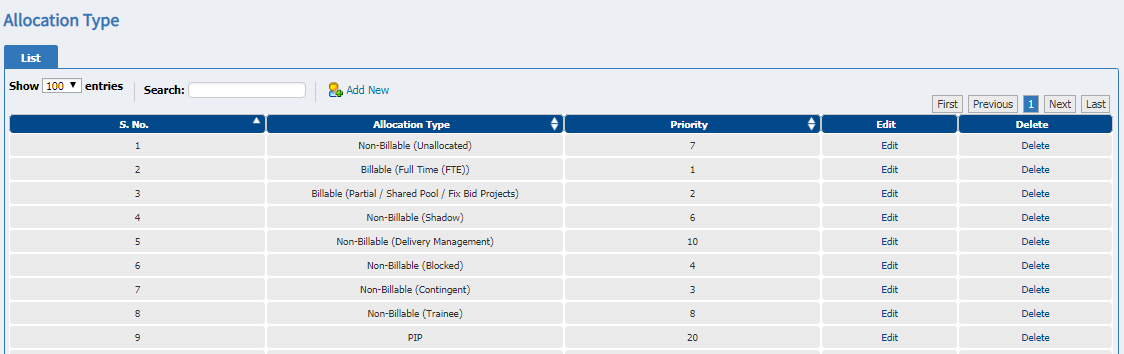 Allocation Type
List
Show 100 entries Search: Add New
First Previous 1 Next Last
S. No. Allocation Type Priority Edit Delete
1 Non-Billable (Unallocated) 7 Edit Delete
2 Billable (Full Time (FTE)) 1 Edit Delete
3 Billable (Partial / Shared Pool / Fix Bid Projects) 2 Edit Delete
4 Non-Billable (Shadow) 6 Edit Delete
5 Non-Billable (Delivery Management) 10 Edit Delete
6 Non-Billable (Blocked) 4 Edit Delete
7 Non-Billable (Contingent) 3 Edit Delete
8 Non-Billable (Trainee) 8 Edit Delete
9 PIP 20 Edit Delete